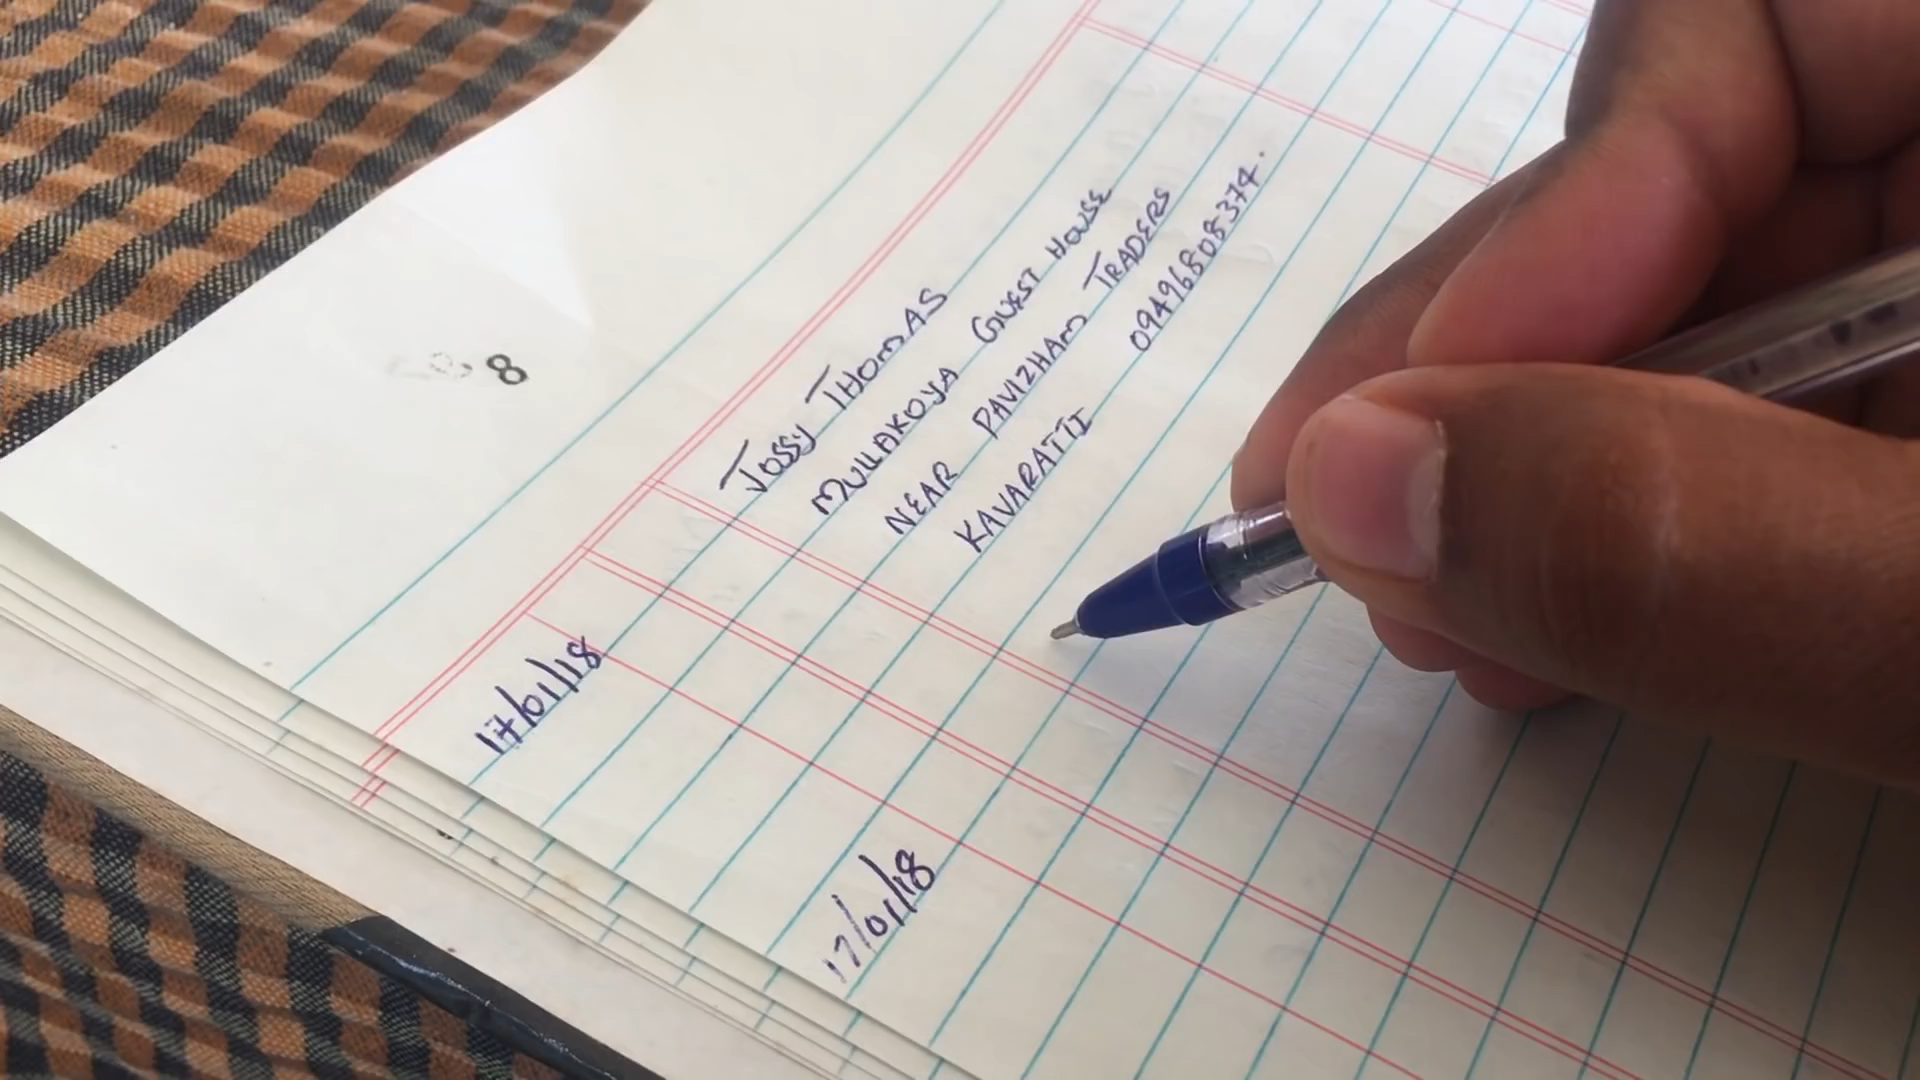 8
17/01/18
JOSSY THOMAS
MULLAKOYA GUEST HOUSE
NEAR PAVIZHAM TRADERS
KAVARATTI 09496808374.
17/01/18